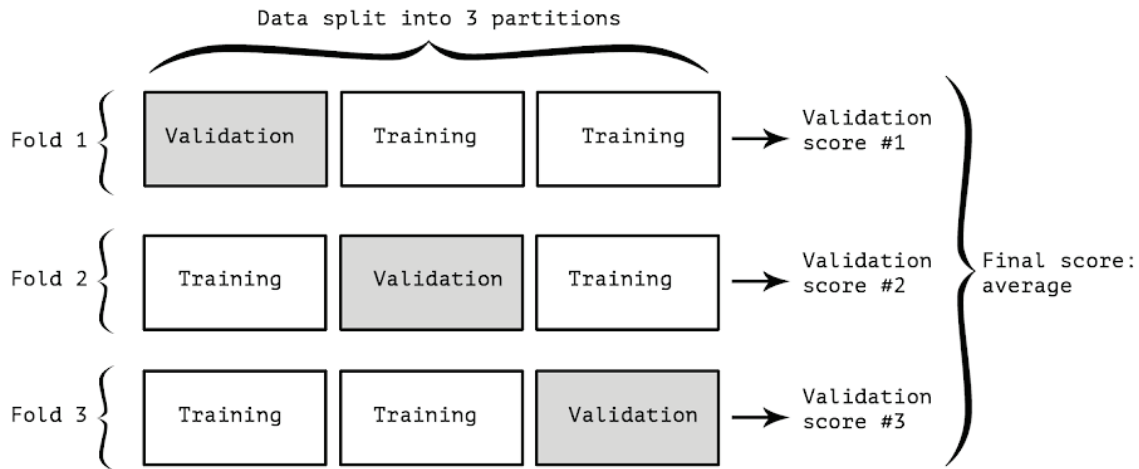 Data split into 3 partitions
Fold 1
Validation
Training
Training
Validation
score #1
Fold 2
Training
Validation
Training
Validation
score #2
Final score:
average
Fold 3
Training
Training
Validation
Validation
score #3